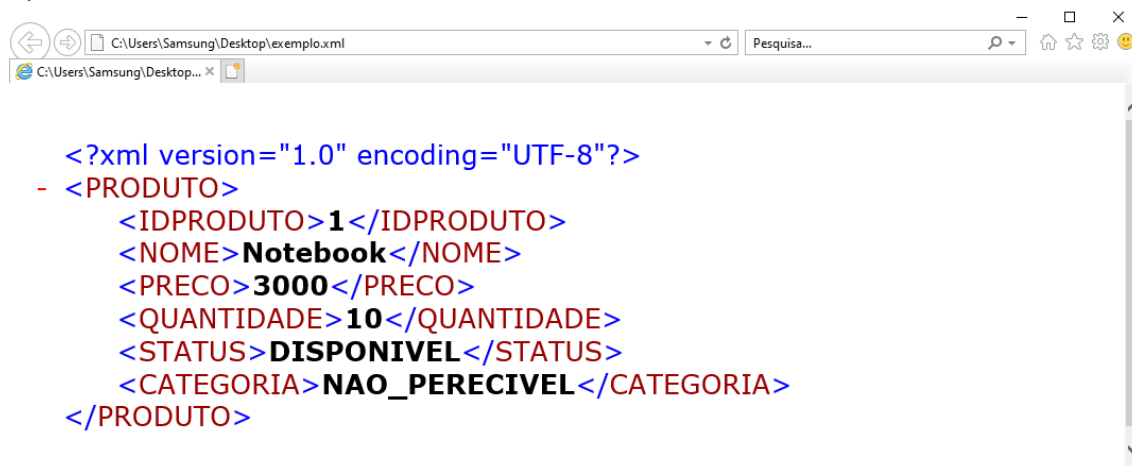 C:\Users\Samsung\Desktop\exemplo.xml
Pesquisa...
C:\Users\Samsung\Desktop...
<?xml version="1.0" encoding="UTF-8"?>
- <PRODUTO>
<IDPRODUTO>1</IDPRODUTO>
<NOME>Notebook</NOME>
<PRECO>3000</PRECO>
<QUANTIDADE>10</QUANTIDADE>
<STATUS>DISPONIVEL</STATUS>
<CATEGORIA>NAO_PERECIVEL</CATEGORIA>
</PRODUTO>